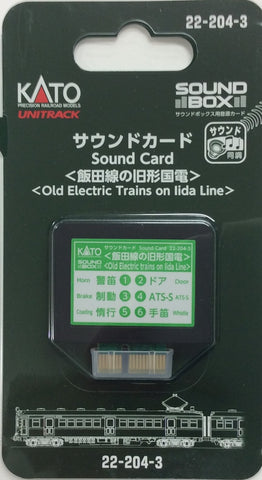 22-204-3
KATO
PRECISION RAILROAD MODELS
UNITRACK
SOUND
BOX
サウンドボックス用音源カード
サウンド
同調
サウンドカード
Sound Card
<飯田線の旧形国電>
<Old Electric Trains on Iida Line>
KATO
SOUND
BOX
サウンドカード Sound Card 22-204-3
<飯田線の旧形国電>
<Old Electric trains on Iida Line>
Horn 警笛 1 2 ドア Door
Brake 制動 3 4 ATS-S ATS-S
Coasting 惰行 5 6 手笛 Whistle
22-204-3